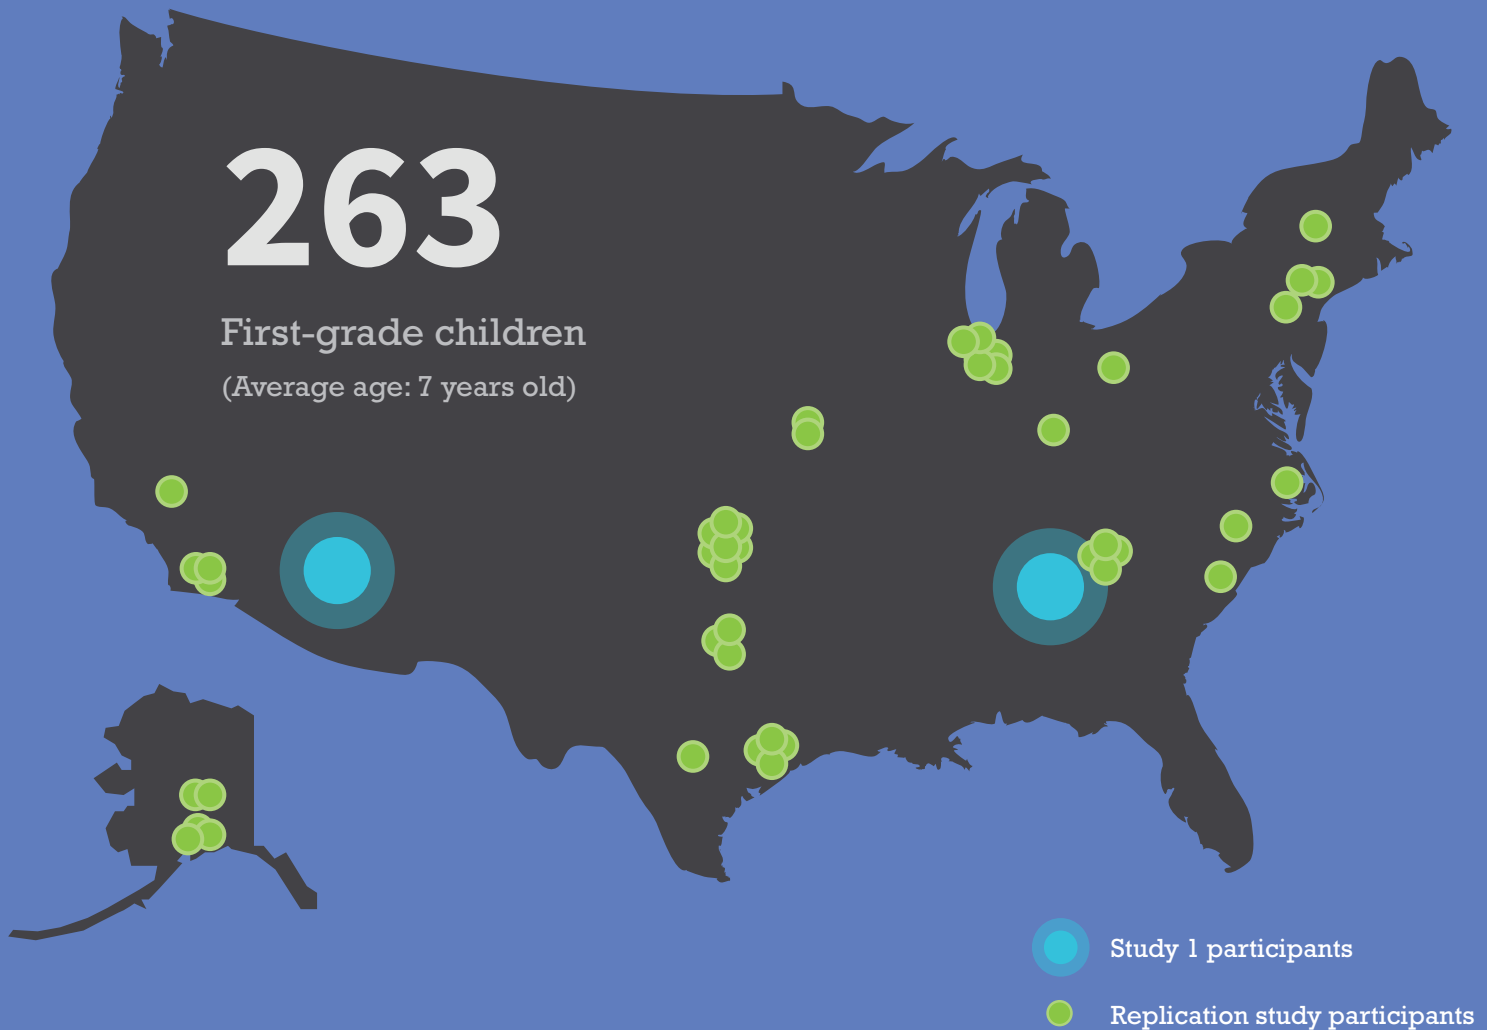 263
First-grade children
(Average age: 7 years old)
Study 1 participants
Replication study participants